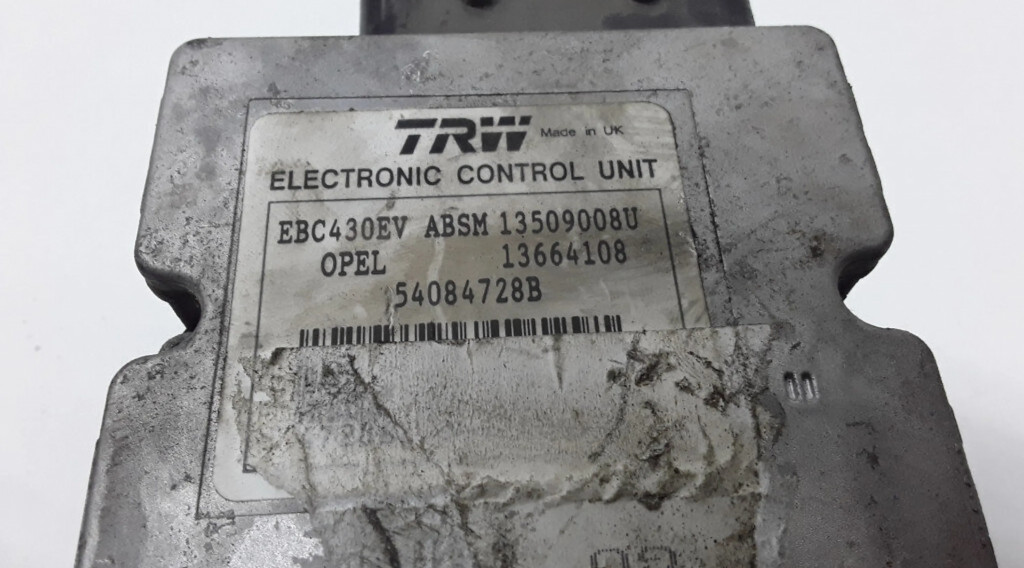 TRW Made in UK
ELECTRONIC CONTROL UNIT
EBC430EV ABSM 13509008U
OPEL 13664108
54084728B